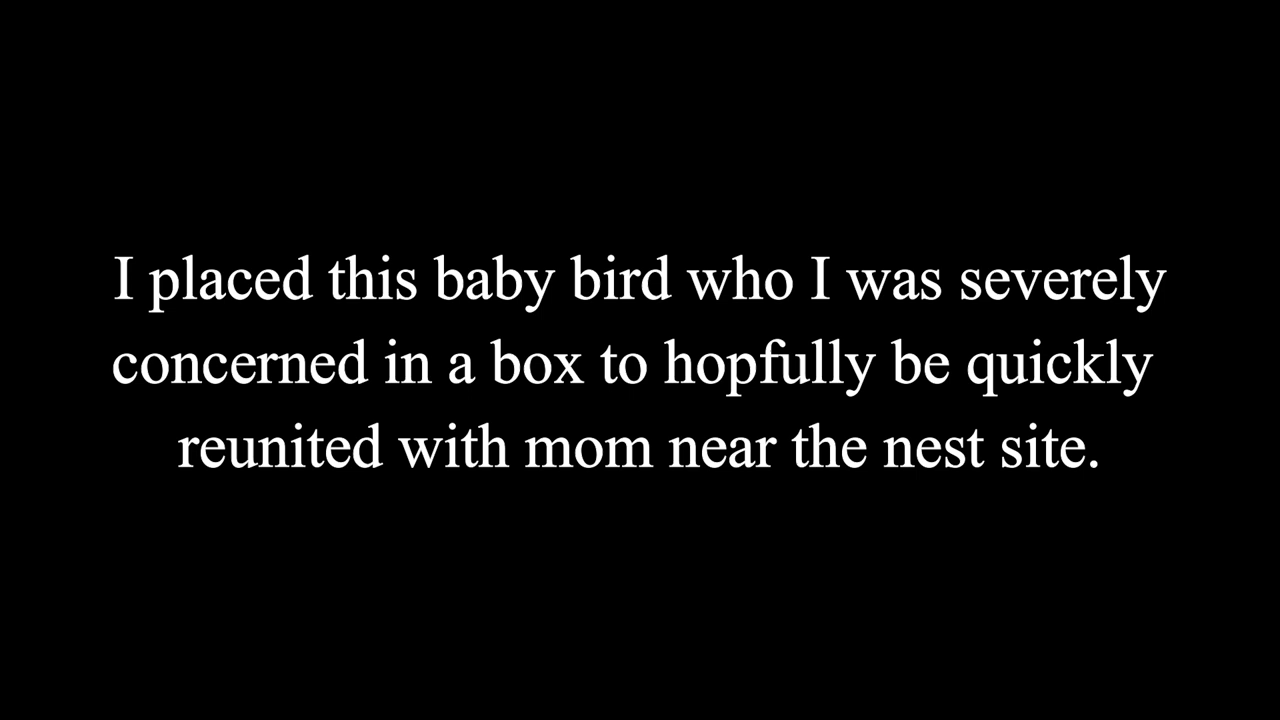 I placed this baby bird who I was severely
concerned in a box to hopfully be quickly
reunited with mom near the nest site.